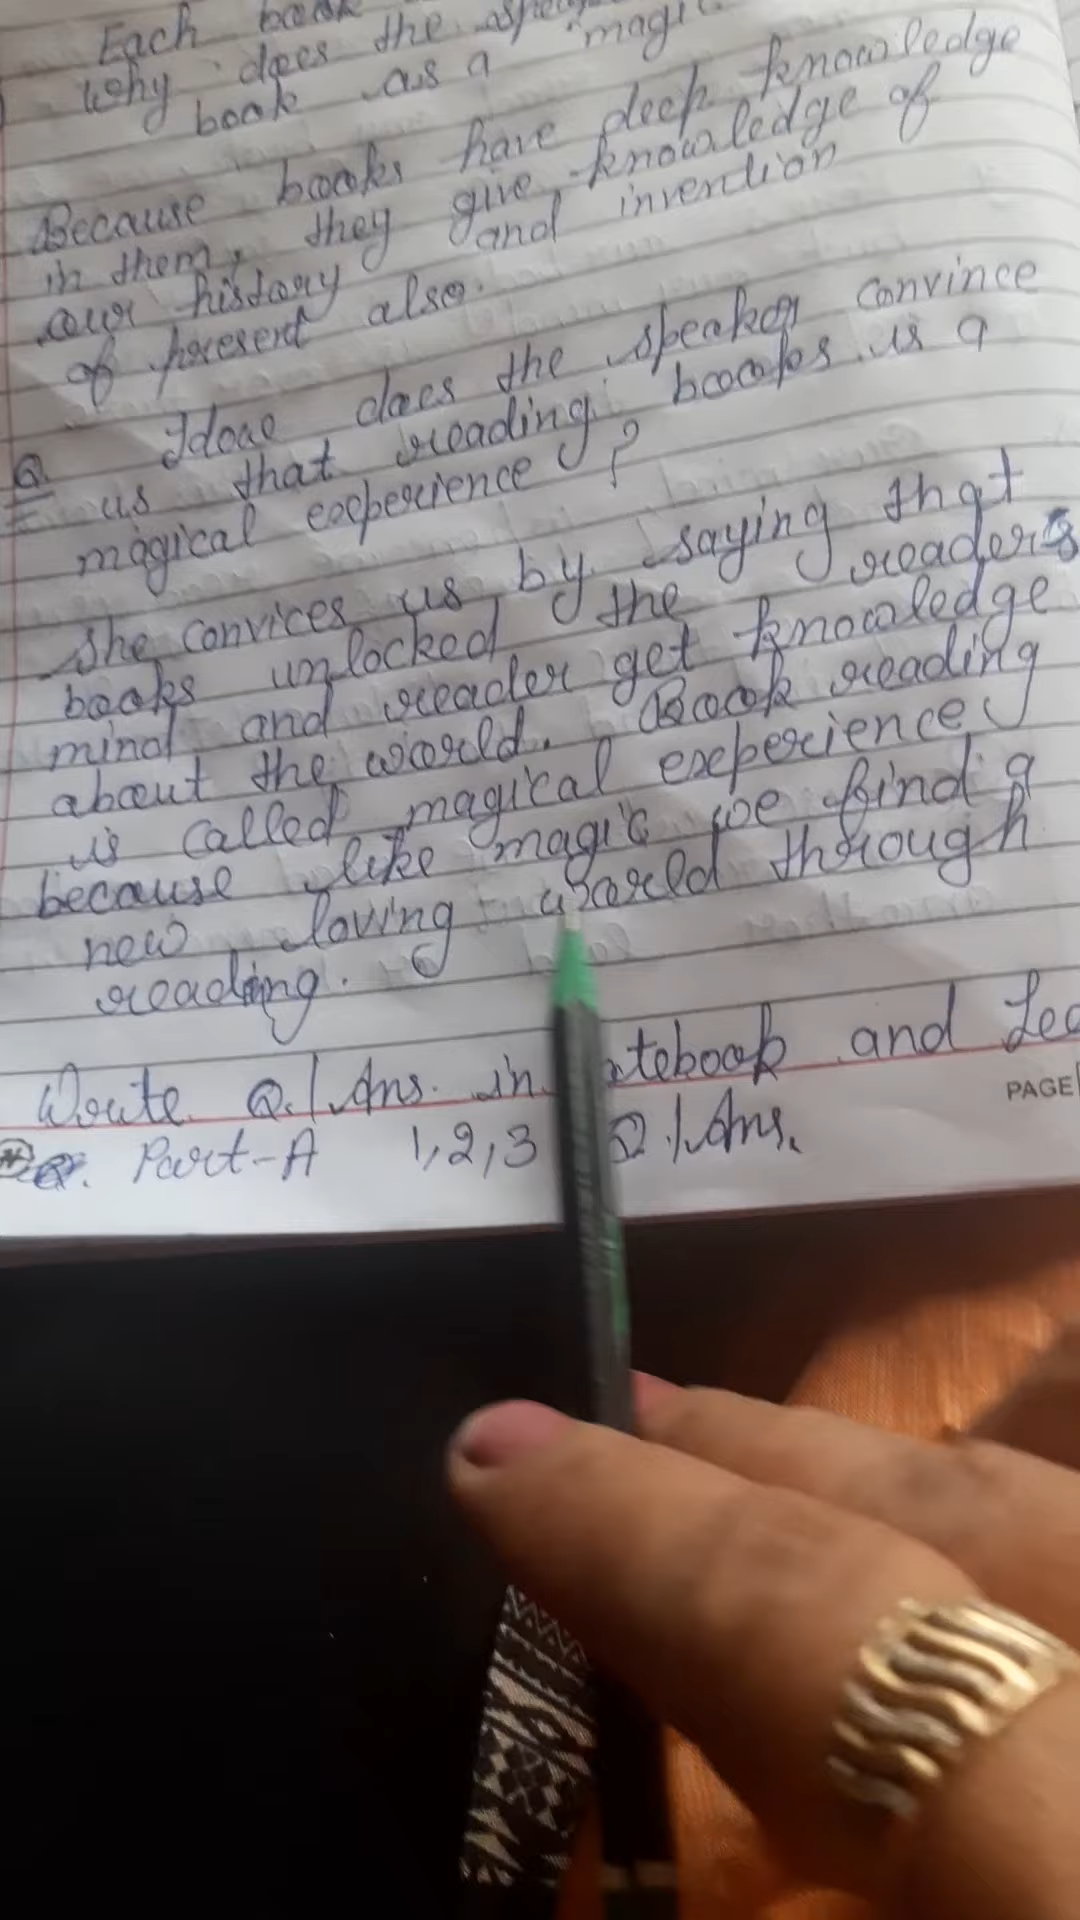 Each book
why does the
book as a "magic
Because books have deep knowledge
in them, they give knowledge of
our history and invention
of present also.
Q. How does the speaker convince
us that reading books is a
magical experience?
She convices us by saying that
books unlocked the readers
mind and reader get knowledge
about the world. Book reading
is called magical experience
because like magic we find a
new loving world through
reading.
Write Q./Ans. in notebook and Lea
PAGE
Part-A 1,2,3 Q./Ans.